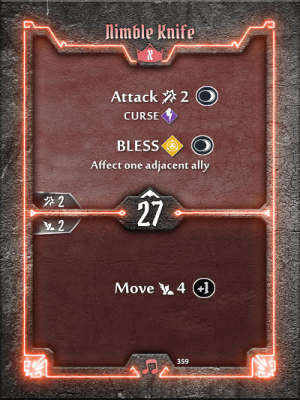 Nimble Knife
X
Attack 2
CURSE
BLESS
Affect one adjacent ally
2
27
2
Move 4 +1
359